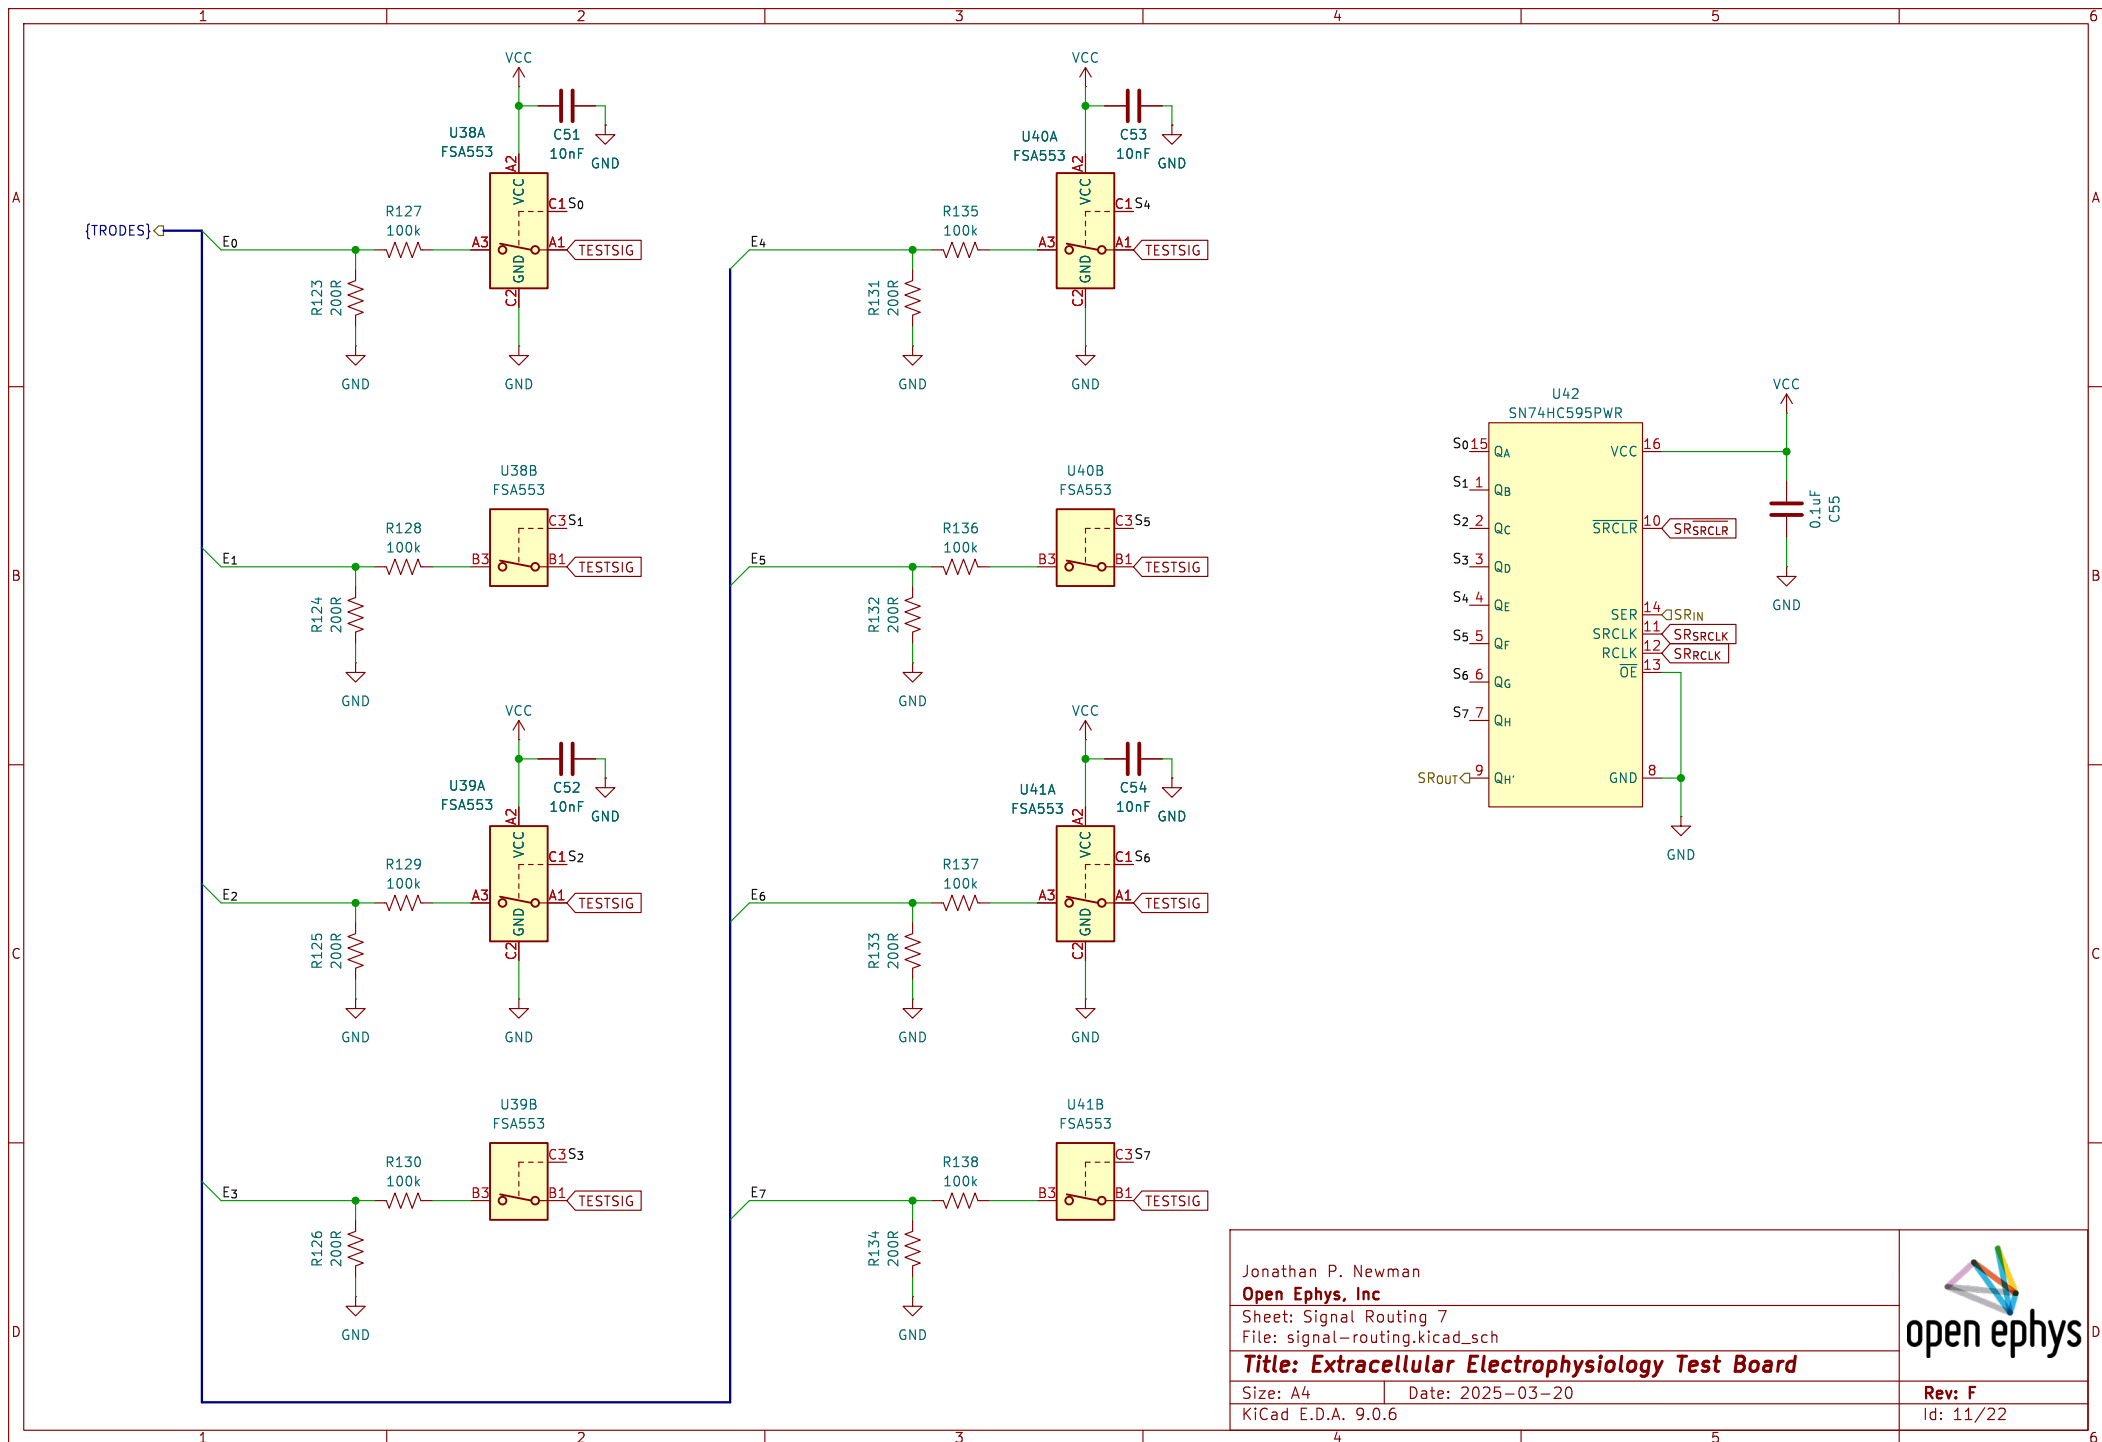 1 2 3 4 5 6
A
B
C
D
A
B
C
D
1 2 3 4 5 6
{TRODES}
VCC
C51
10nF
GND
U38A
FSA553
A2
VCC
C1 S0
E0
R127
100k
A3
A1
TESTSIG
GND
C2
R123
200R
GND
GND
U38B
FSA553
C3 S1
E1
R128
100k
B3
B1
TESTSIG
R124
200R
GND
VCC
C52
10nF
GND
U39A
FSA553
A2
VCC
C1 S2
E2
R129
100k
A3
A1
TESTSIG
GND
C2
R125
200R
GND
GND
U39B
FSA553
C3 S3
E3
R130
100k
B3
B1
TESTSIG
R126
200R
GND
VCC
C53
10nF
GND
U40A
FSA553
A2
VCC
C1 S4
E4
R135
100k
A3
A1
TESTSIG
GND
C2
R131
200R
GND
GND
U40B
FSA553
C3 S5
E5
R136
100k
B3
B1
TESTSIG
R132
200R
GND
VCC
C54
10nF
GND
U41A
FSA553
A2
VCC
C1 S6
E6
R137
100k
A3
A1
TESTSIG
GND
C2
R133
200R
GND
GND
U41B
FSA553
C3 S7
E7
R138
100k
B3
B1
TESTSIG
R134
200R
GND
U42
SN74HC595PWR
S0 15 QA
S1 1 QB
S2 2 QC
S3 3 QD
S4 4 QE
S5 5 QF
S6 6 QG
S7 7 QH
SROUT 9 QH'
VCC 16
SRCLR 10 SRSRCLR
SER 14 SRIN
SRCLK 11 SRSRCLK
RCLK 12 SRRCLK
OE 13
GND 8
GND
VCC
0.1uF
C55
GND
Jonathan P. Newman
Open Ephys, Inc
Sheet: Signal Routing 7
File: signal-routing.kicad_sch
Title: Extracellular Electrophysiology Test Board
Size: A4 Date: 2025-03-20
Rev: F
KiCad E.D.A. 9.0.6
Id: 11/22
open ephys